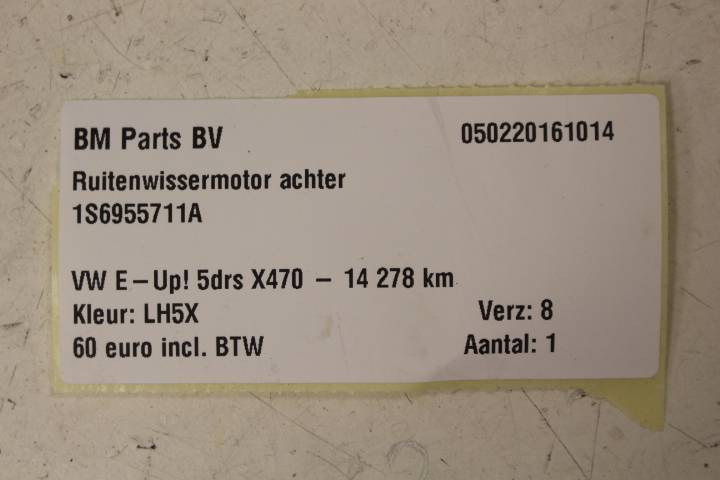 BM Parts BV 050220161014
Ruitenwissermotor achter
1S6955711A
VW E-Up! 5drs X470 - 14 278 km
Kleur: LH5X Verz: 8
60 euro incl. BTW Aantal: 1